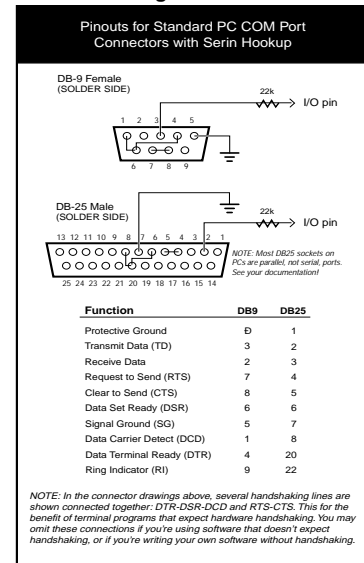 Pinouts for Standard PC COM Port
Connectors with Serin Hookup
DB-9 Female
(SOLDER SIDE)
22k
I/O pin
1 2 3 4 5
6 7 8 9
DB-25 Male
(SOLDER SIDE)
22k
I/O pin
13 12 11 10 9 8 7 6 5 4 3 2 1
NOTE: Most DB25 sockets on
PCs are parallel, not serial, ports.
See your documentation!
25 24 23 22 21 20 19 18 17 16 15 14
Function DB9 DB25
Protective Ground Ð 1
Transmit Data (TD) 3 2
Receive Data 2 3
Request to Send (RTS) 7 4
Clear to Send (CTS) 8 5
Data Set Ready (DSR) 6 6
Signal Ground (SG) 5 7
Data Carrier Detect (DCD) 1 8
Data Terminal Ready (DTR) 4 20
Ring Indicator (RI) 9 22
NOTE: In the connector drawings above, several handshaking lines are
shown connected together: DTR-DSR-DCD and RTS-CTS. This for the
benefit of terminal programs that expect hardware handshaking. You may
omit these connections if you're using software that doesn't expect
handshaking, or if you're writing your own software without handshaking.